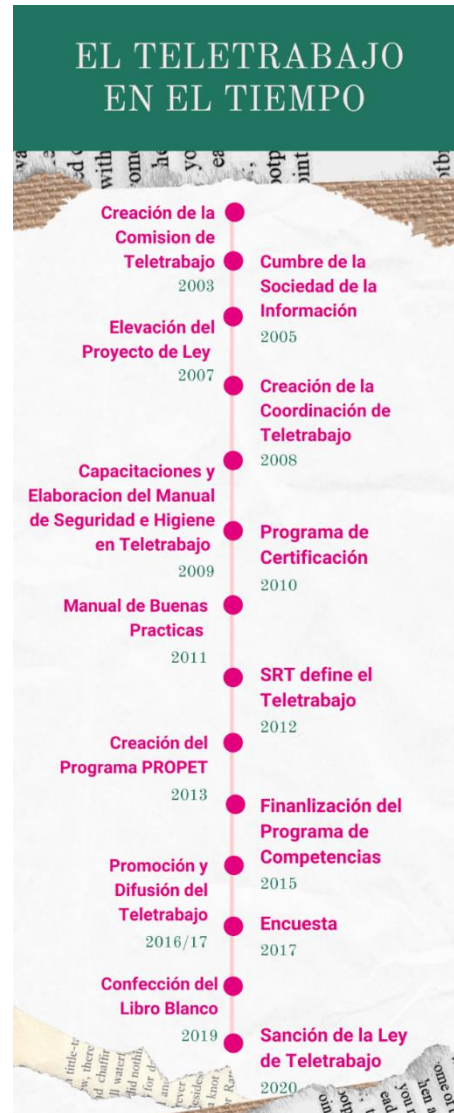 EL TELETRABAJO
EN EL TIEMPO
with
Creación de la
Comision de
Teletrabajo
2003
Cumbre de la
Sociedad de la
Información
2005
Elevación del
Proyecto de Ley
2007
Creación de la
Coordinación de
Teletrabajo
2008
Capacitaciones y
Elaboracion del Manual
de Seguridad e Higiene
en Teletrabajo
2009
Programa de
Certificación
2010
Manual de Buenas
Practicas
2011
SRT define el
Teletrabajo
2012
Creación del
Programa PROPET
2013
Finanlización del
Programa de
Competencias
2015
Promoción y
Difusión del
Teletrabajo
2016/17
Encuesta
2017
Confección del
Libro Blanco
2019
Sanción de la Ley
de Teletrabajo
2020